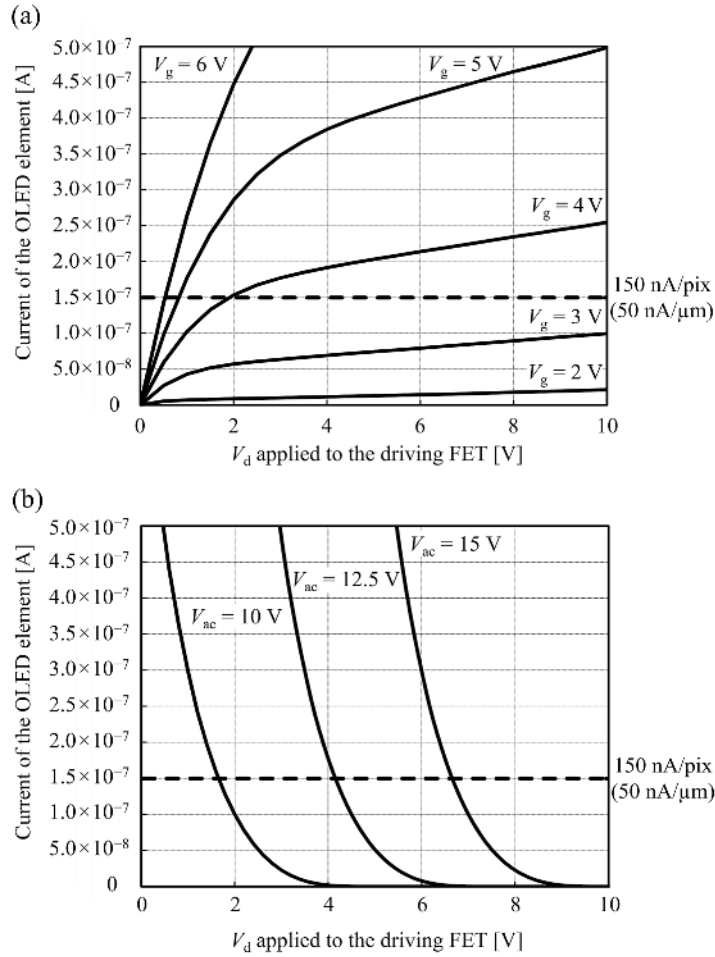 (a)
Current of the OLED element [A]
5.0×10⁻⁷
4.5×10⁻⁷
4.0×10⁻⁷
3.5×10⁻⁷
3.0×10⁻⁷
2.5×10⁻⁷
2.0×10⁻⁷
1.5×10⁻⁷
1.0×10⁻⁷
5.0×10⁻⁸
0
V_g = 6 V
V_g = 5 V
V_g = 4 V
150 nA/pix
(50 nA/µm)
V_g = 3 V
V_g = 2 V
0 2 4 6 8 10
V_d applied to the driving FET [V]
(b)
Current of the OLED element [A]
5.0×10⁻⁷
4.5×10⁻⁷
4.0×10⁻⁷
3.5×10⁻⁷
3.0×10⁻⁷
2.5×10⁻⁷
2.0×10⁻⁷
1.5×10⁻⁷
1.0×10⁻⁷
5.0×10⁻⁸
0
V_ac = 15 V
V_ac = 12.5 V
V_ac = 10 V
150 nA/pix
(50 nA/µm)
0 2 4 6 8 10
V_d applied to the driving FET [V]